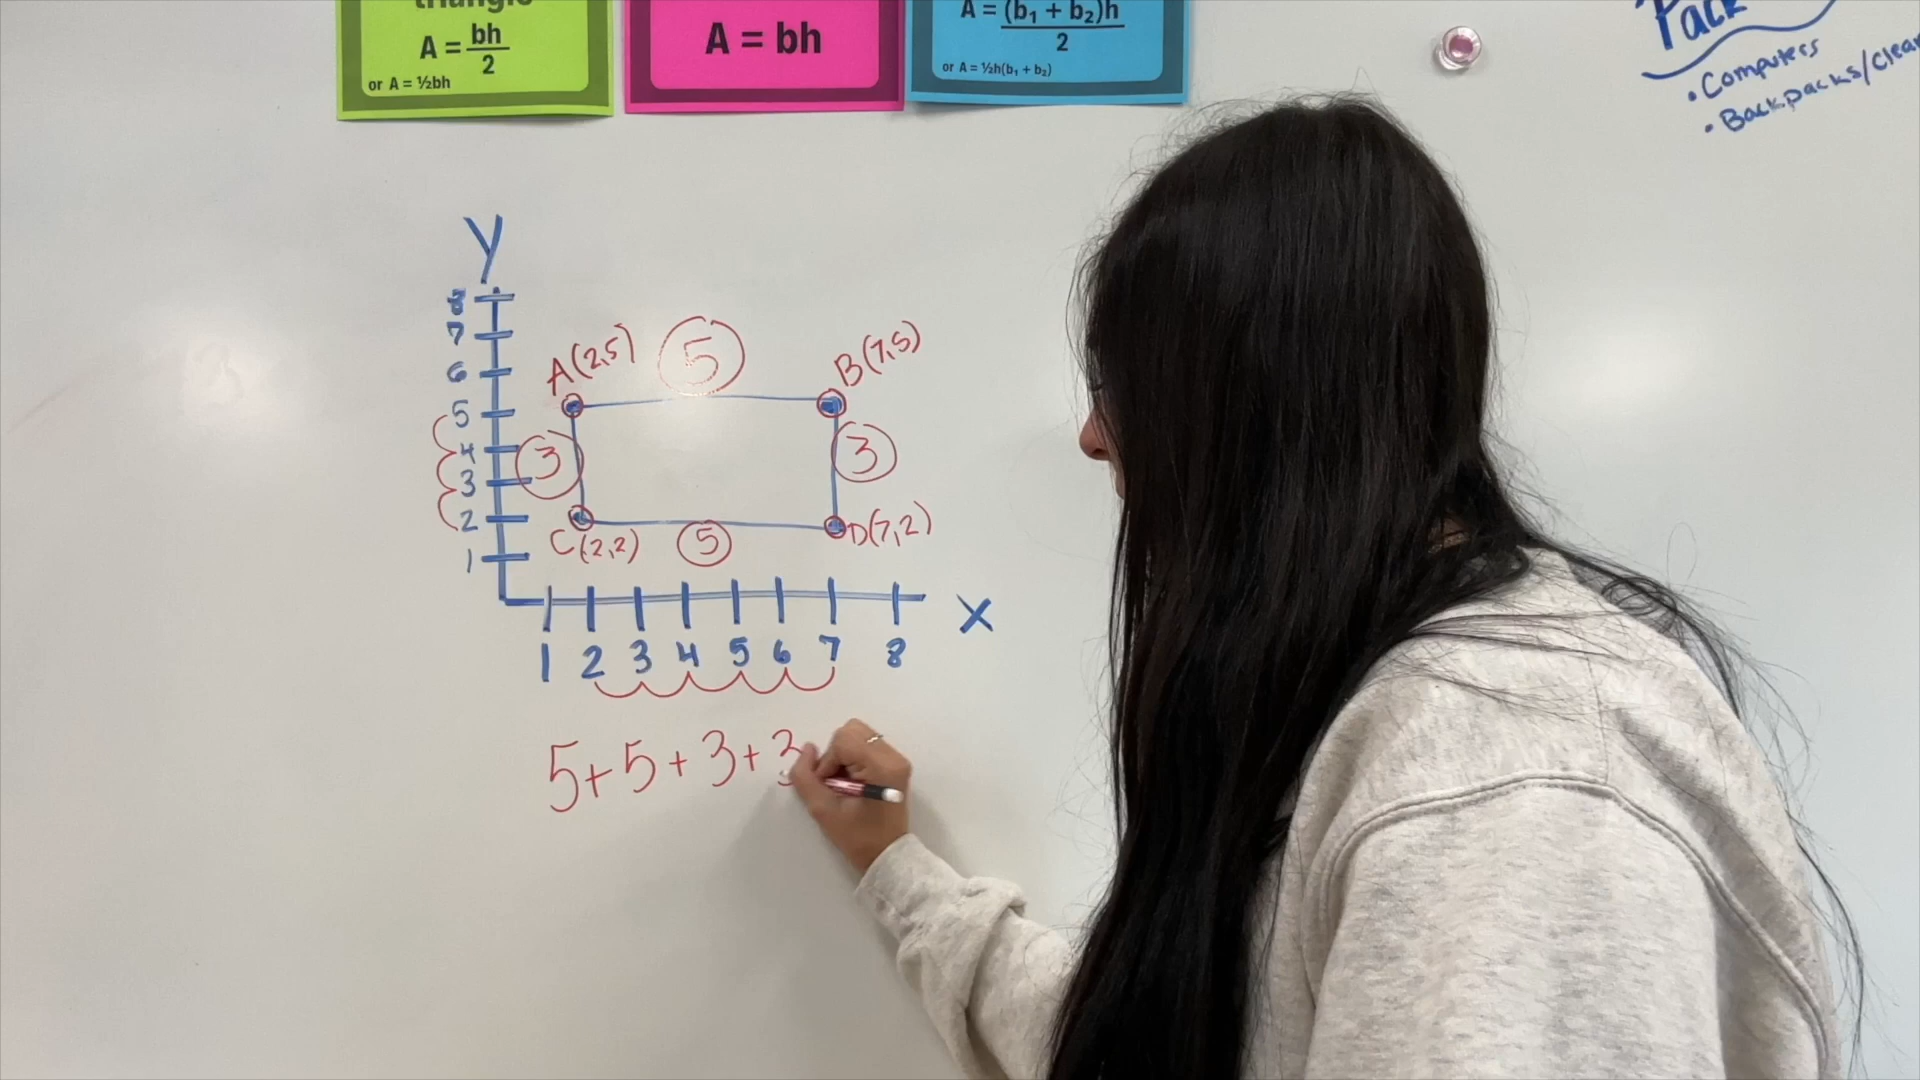 triangle
A = bh/2
or A = ½bh
A = bh
A = (b₁ + b₂)h/2
or A = ½h(b₁ + b₂)
Pack
• Computers
• Backpacks/
y
8
7
6
5
4
3
2
1
A(2,5)
5
B(7,5)
3
3
C(2,2)
5
D(7,2)
x
1 2 3 4 5 6 7 8
5+5+3+3